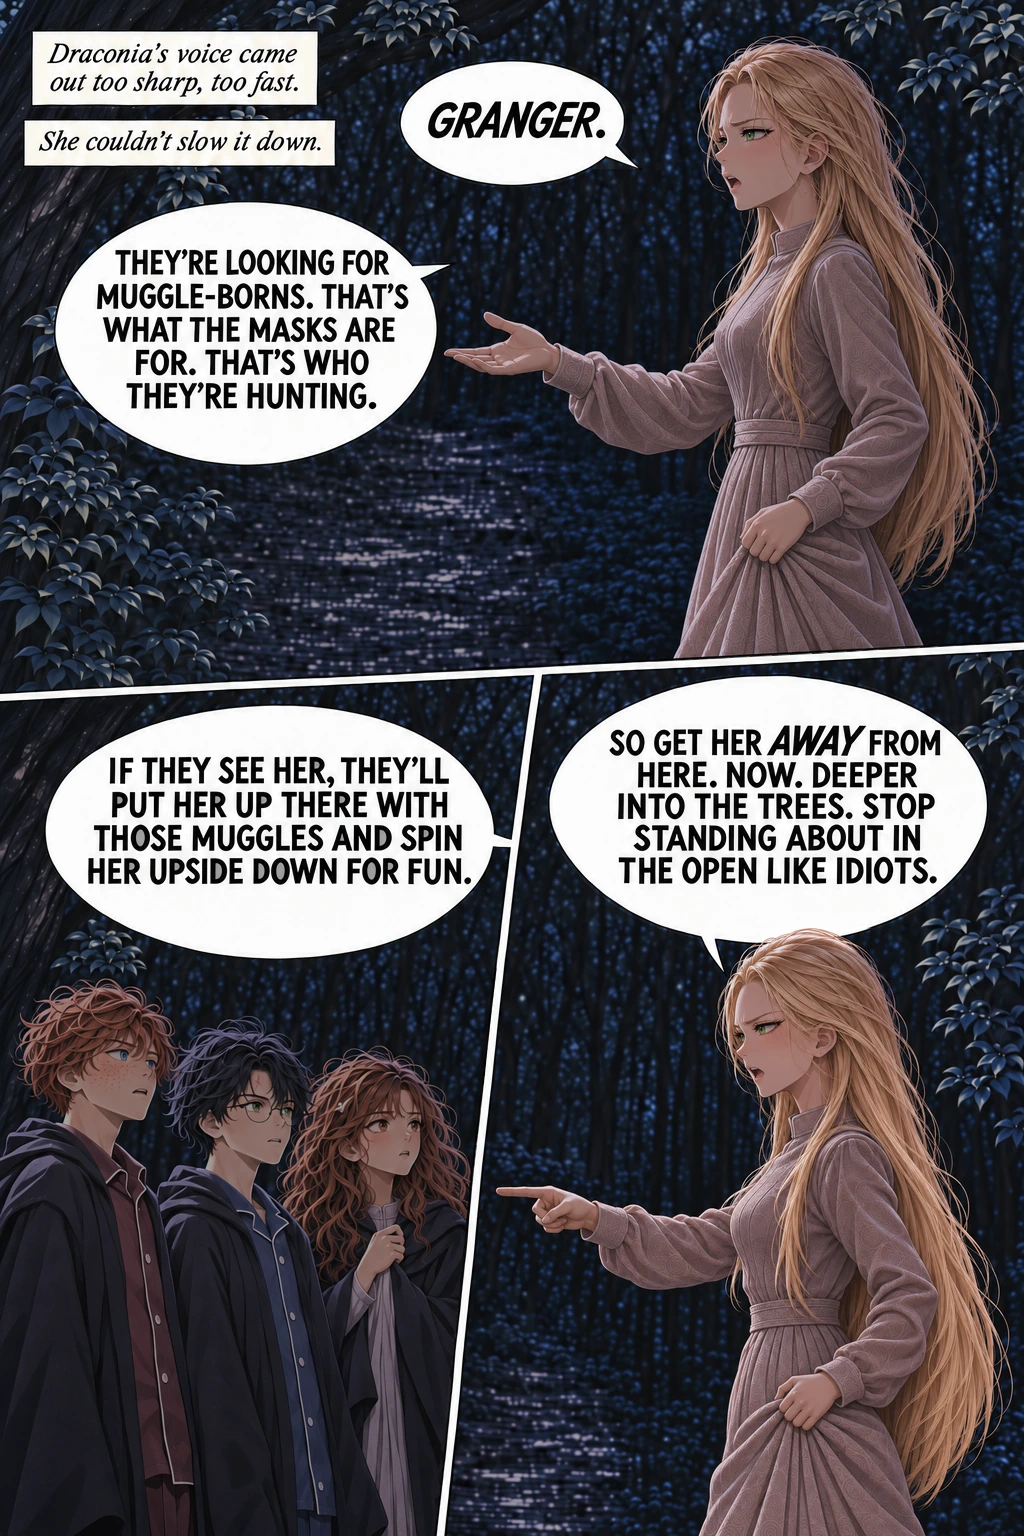 Draconia's voice came
out too sharp, too fast.
She couldn't slow it down.
GRANGER.
THEY'RE LOOKING FOR
MUGGLE-BORNS. THAT'S
WHAT THE MASKS ARE
FOR. THAT'S WHO
THEY'RE HUNTING.
IF THEY SEE HER, THEY'LL
PUT HER UP THERE WITH
THOSE MUGGLES AND SPIN
HER UPSIDE DOWN FOR FUN.
SO GET HER AWAY FROM
HERE. NOW. DEEPER
INTO THE TREES. STOP
STANDING ABOUT IN
THE OPEN LIKE IDIOTS.